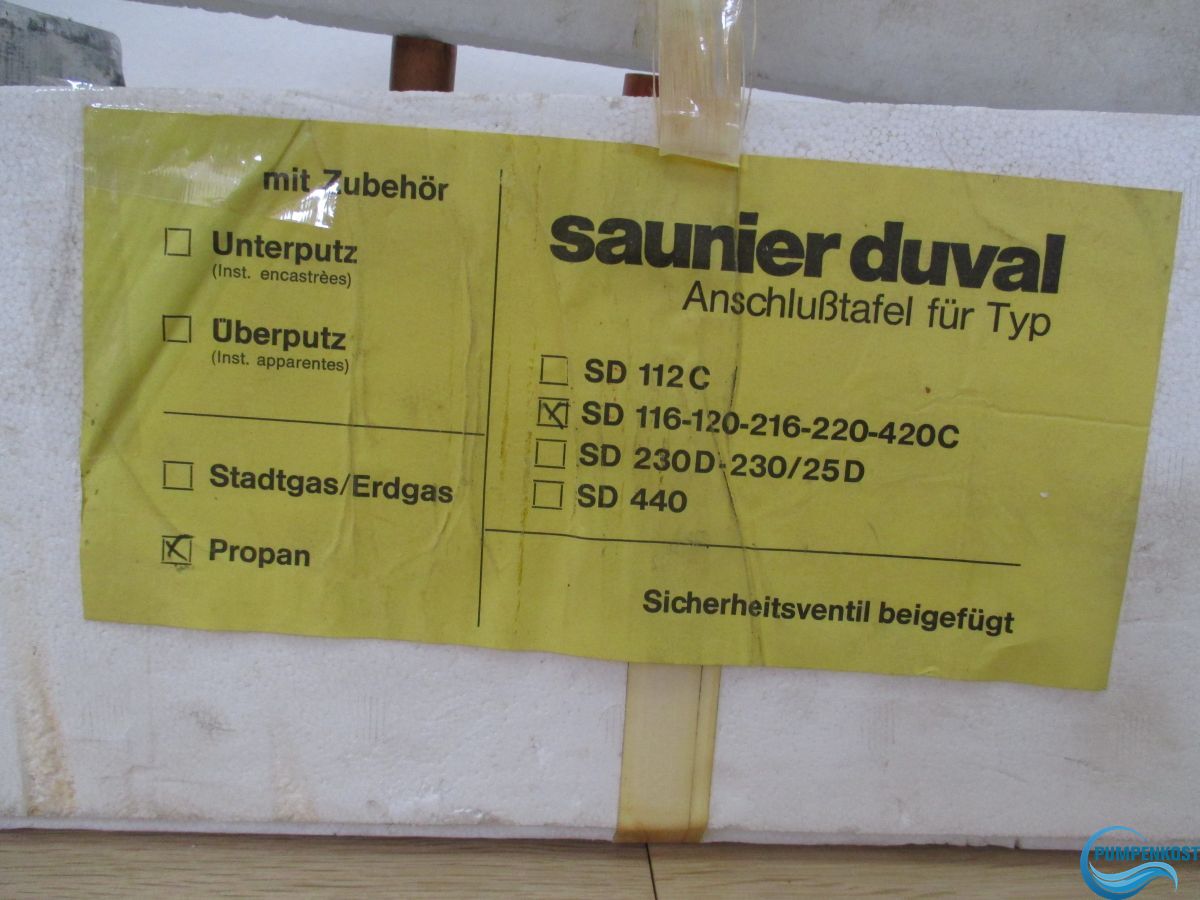 mit Zubehör
Unterputz
(Inst. encastrèes)
Überputz
(Inst. apparentes)
Stadtgas/Erdgas
Propan
saunier duval
Anschlußtafel für Typ
SD 112C
SD 116-120-216-220-420C
SD 230D-230/25D
SD 440
Sicherheitsventil beigefügt
PUMPENKOST